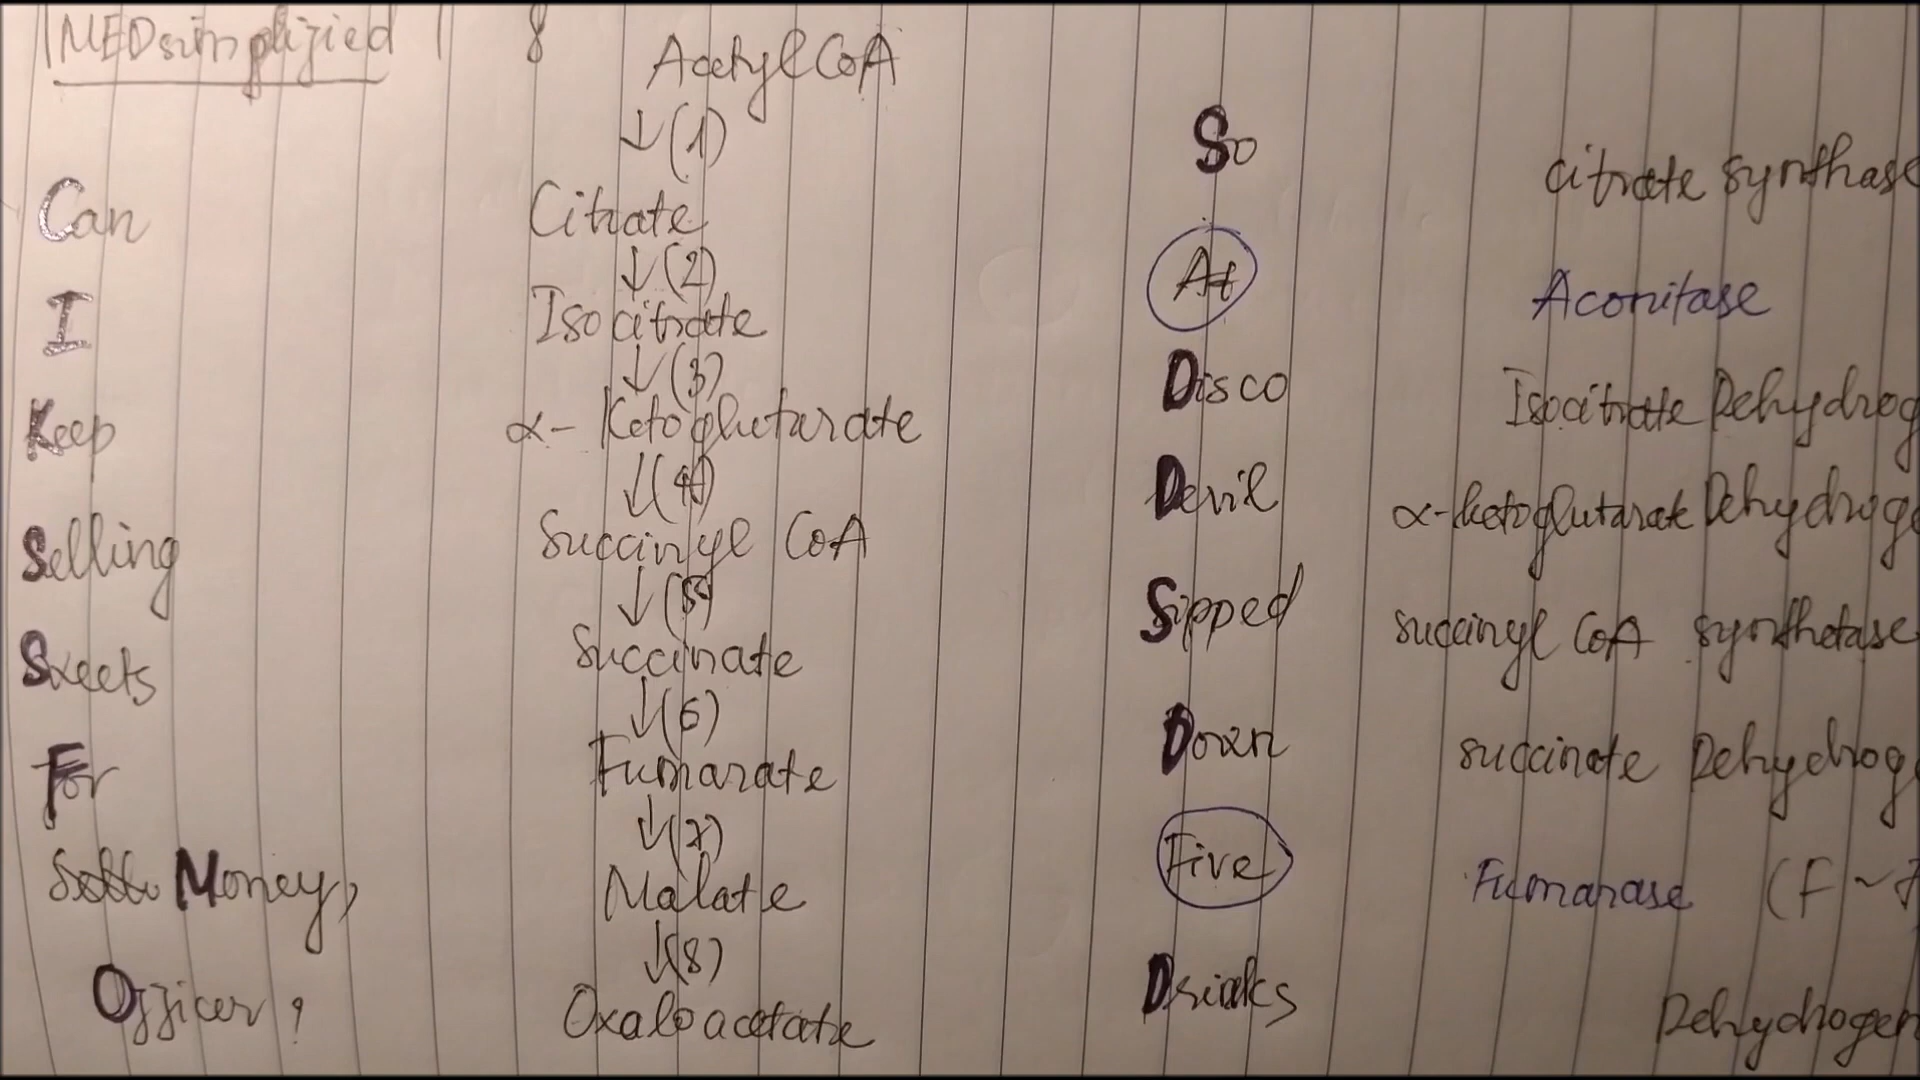 MEDsimplified 8 Acetyl CoA
↓(1) So
Can Citrate citrate synthase
↓(2) At
I Isocitrate Aconitase
↓(3) Disco
Keep α-Ketoglutarate Isocitrate Dehydrog
↓(4) Devil
Selling Succinyl CoA α-ketoglutarate Dehydroge
↓(5) Sipped
Sweets Succinate succinyl CoA synthetase
↓(6) Down
For Fumarate succinate Dehydrog
↓(7) Five
Money, Malate Fumarase (F ~
↓(8) Drinks
Officer? Oxaloacetate Dehydrogen